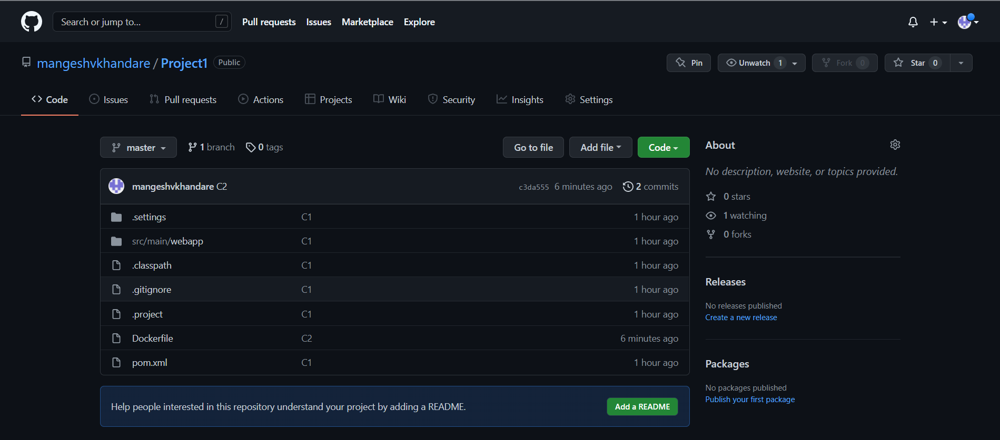 Search or jump to... / Pull requests Issues Marketplace Explore
mangeshvkhandare / Project1 Public Pin Unwatch 1 Fork 0 Star 0
Code Issues Pull requests Actions Projects Wiki Security Insights Settings
master 1 branch 0 tags Go to file Add file Code
mangeshvkhandare C2 c3da555 6 minutes ago 2 commits
.settings C1 1 hour ago
src/main/webapp C1 1 hour ago
.classpath C1 1 hour ago
.gitignore C1 1 hour ago
.project C1 1 hour ago
Dockerfile C2 6 minutes ago
pom.xml C1 1 hour ago
Help people interested in this repository understand your project by adding a README. Add a README
About
No description, website, or topics provided.
0 stars
1 watching
0 forks
Releases
No releases published
Create a new release
Packages
No packages published
Publish your first package